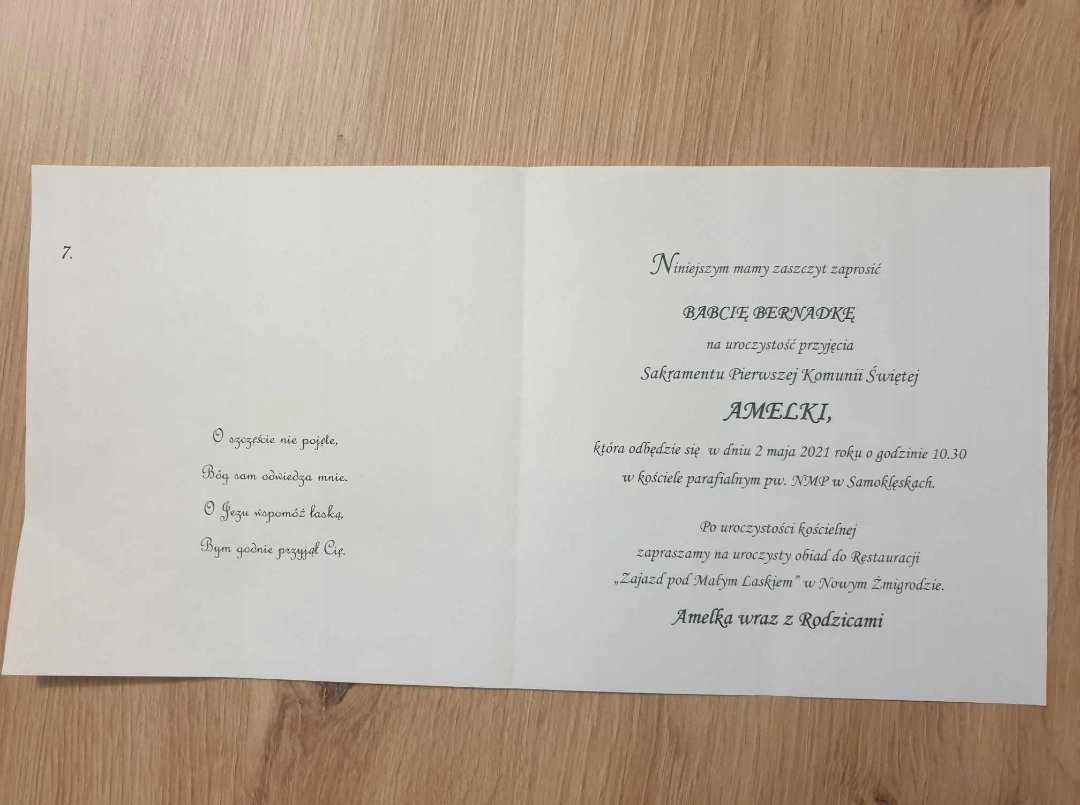 7.
O szczęście nie pojęte,
Bóg sam odwiedza mnie.
O Jezu wspomóż łaską,
Bym godnie przyjął Cię.
Niniejszym mamy zaszczyt zaprosić
BABCIĘ BERNADKĘ
na uroczystość przyjęcia
Sakramentu Pierwszej Komunii Świętej
AMELKI,
która odbędzie się w dniu 2 maja 2021 roku o godzinie 10.30
w kościele parafialnym pw. NMP w Samoklęskach.
Po uroczystości kościelnej
zapraszamy na uroczysty obiad do Restauracji
„Zajazd pod Małym Laskiem" w Nowym Żmigrodzie.
Amelka wraz z Rodzicami